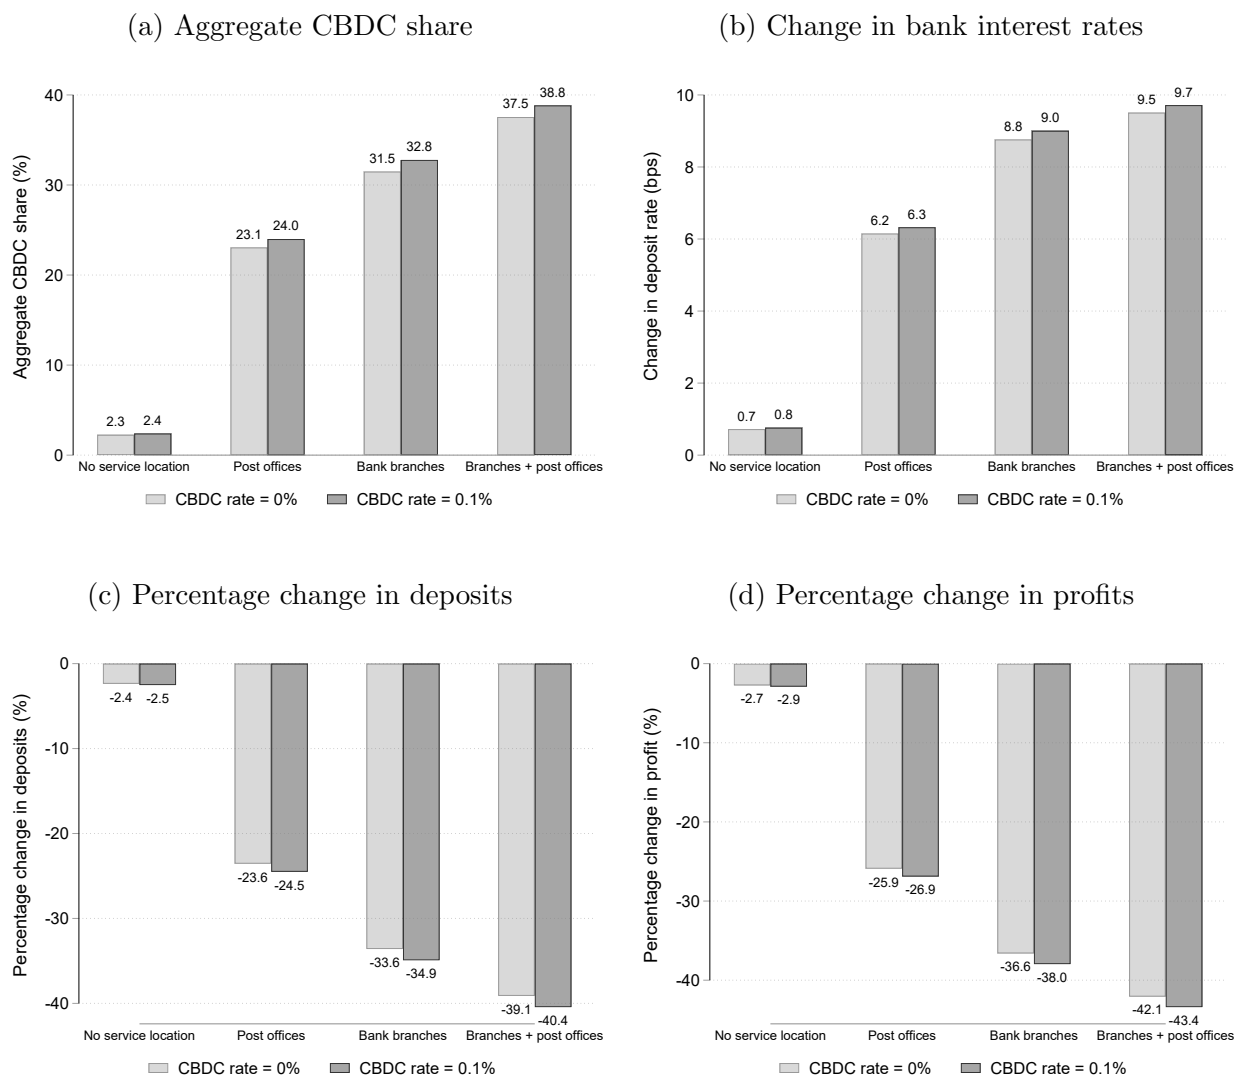 (a) Aggregate CBDC share
Aggregate CBDC share (%)
40
30
20
10
0
2.3 2.4
23.1 24.0
31.5 32.8
37.5 38.8
No service location Post offices Bank branches Branches + post offices
CBDC rate = 0% CBDC rate = 0.1%
(b) Change in bank interest rates
Change in deposit rate (bps)
10
8
6
4
2
0
0.7 0.8
6.2 6.3
8.8 9.0
9.5 9.7
No service location Post offices Bank branches Branches + post offices
CBDC rate = 0% CBDC rate = 0.1%
(c) Percentage change in deposits
Percentage change in deposits (%)
0
-10
-20
-30
-40
-2.4 -2.5
-23.6 -24.5
-33.6 -34.9
-39.1 -40.4
No service location Post offices Bank branches Branches + post offices
CBDC rate = 0% CBDC rate = 0.1%
(d) Percentage change in profits
Percentage change in profit (%)
0
-10
-20
-30
-40
-2.7 -2.9
-25.9 -26.9
-36.6 -38.0
-42.1 -43.4
No service location Post offices Bank branches Branches + post offices
CBDC rate = 0% CBDC rate = 0.1%